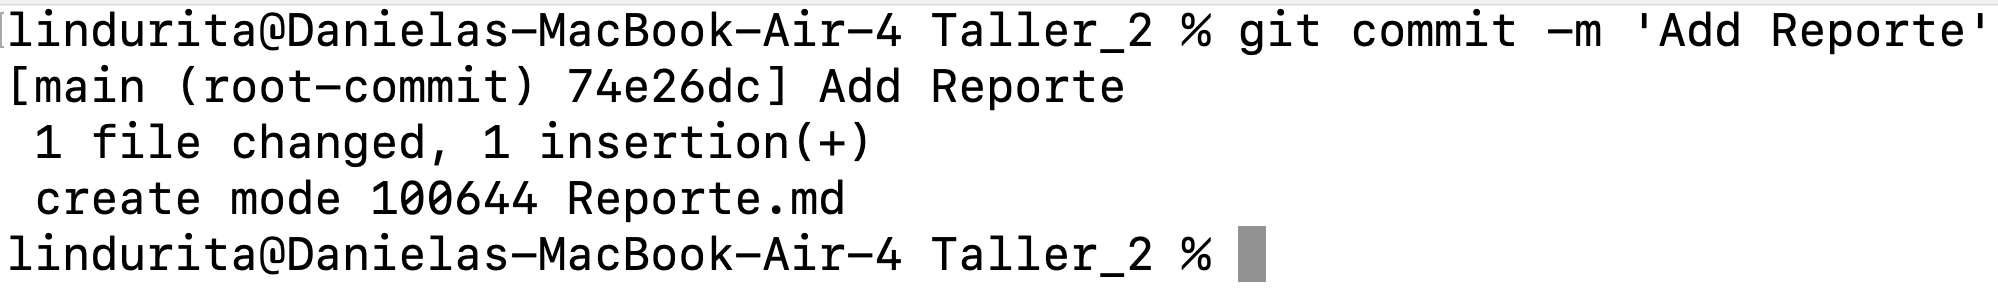 lindurita@Danielas-MacBook-Air-4 Taller_2 % git commit -m 'Add Reporte'
[main (root-commit) 74e26dc] Add Reporte
 1 file changed, 1 insertion(+)
 create mode 100644 Reporte.md
lindurita@Danielas-MacBook-Air-4 Taller_2 %